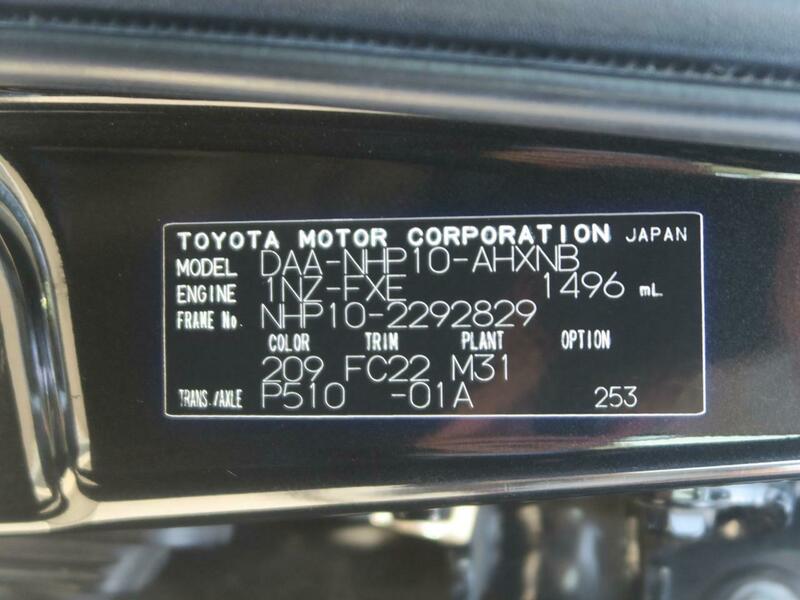 TOYOTA MOTOR CORPORATION JAPAN
MODEL DAA-NHP10-AHXNB
ENGINE 1NZ-FXE 1496 mL
FRAME No. NHP10-2292829
COLOR TRIM PLANT OPTION
209 FC22 M31
TRANS./AXLE P510 -01A 253